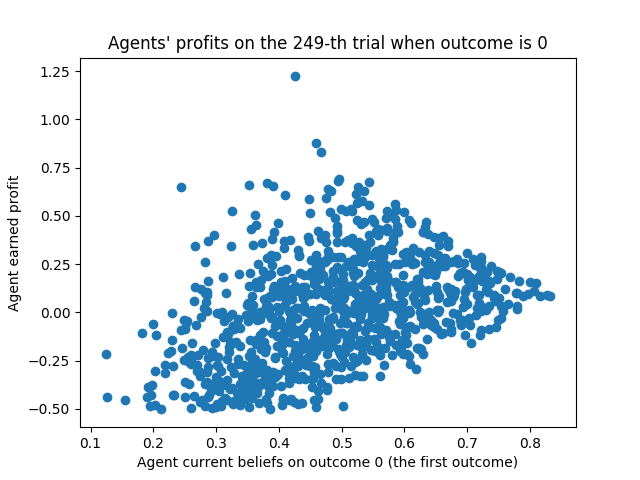 Agents' profits on the 249-th trial when outcome is 0
Agent earned profit
1.25
1.00
0.75
0.50
0.25
0.00
−0.25
−0.50
0.1 0.2 0.3 0.4 0.5 0.6 0.7 0.8
Agent current beliefs on outcome 0 (the first outcome)